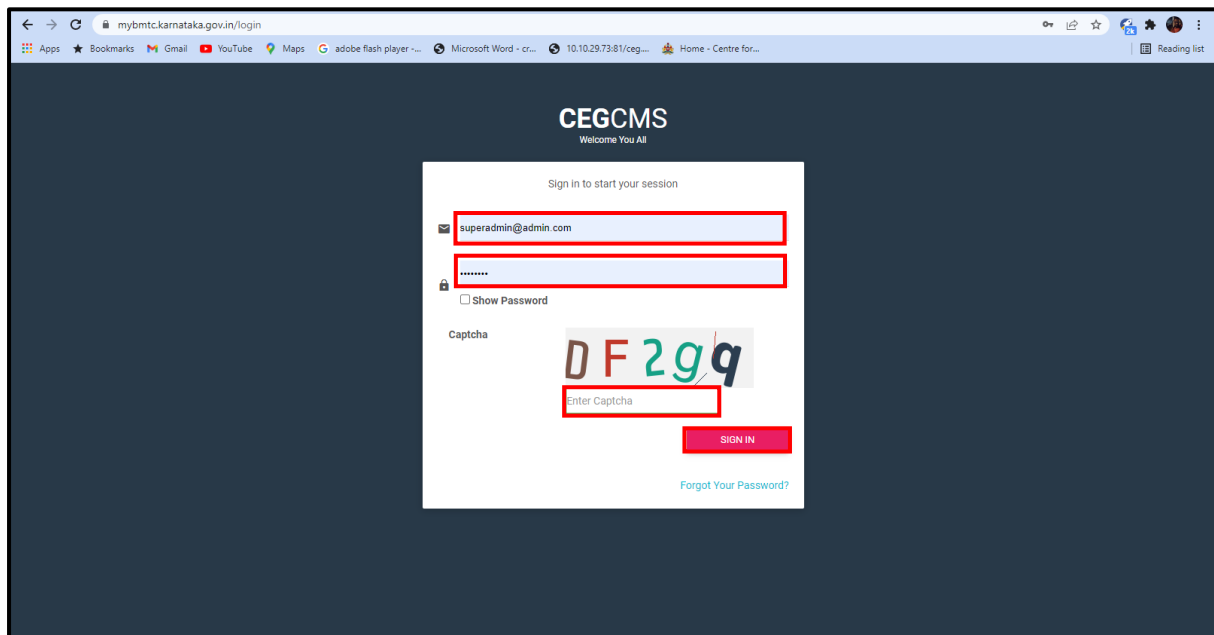 mybmtc.karnataka.gov.in/login
Apps Bookmarks Gmail YouTube Maps adobe flash player -... Microsoft Word - cr... 10.10.29.73:81/ceg.... Home - Centre for... Reading list
2k
CEGCMS
Welcome You All
Sign in to start your session
superadmin@admin.com
••••••••
Show Password
Captcha
DF2gq
Enter Captcha
SIGN IN
Forgot Your Password?